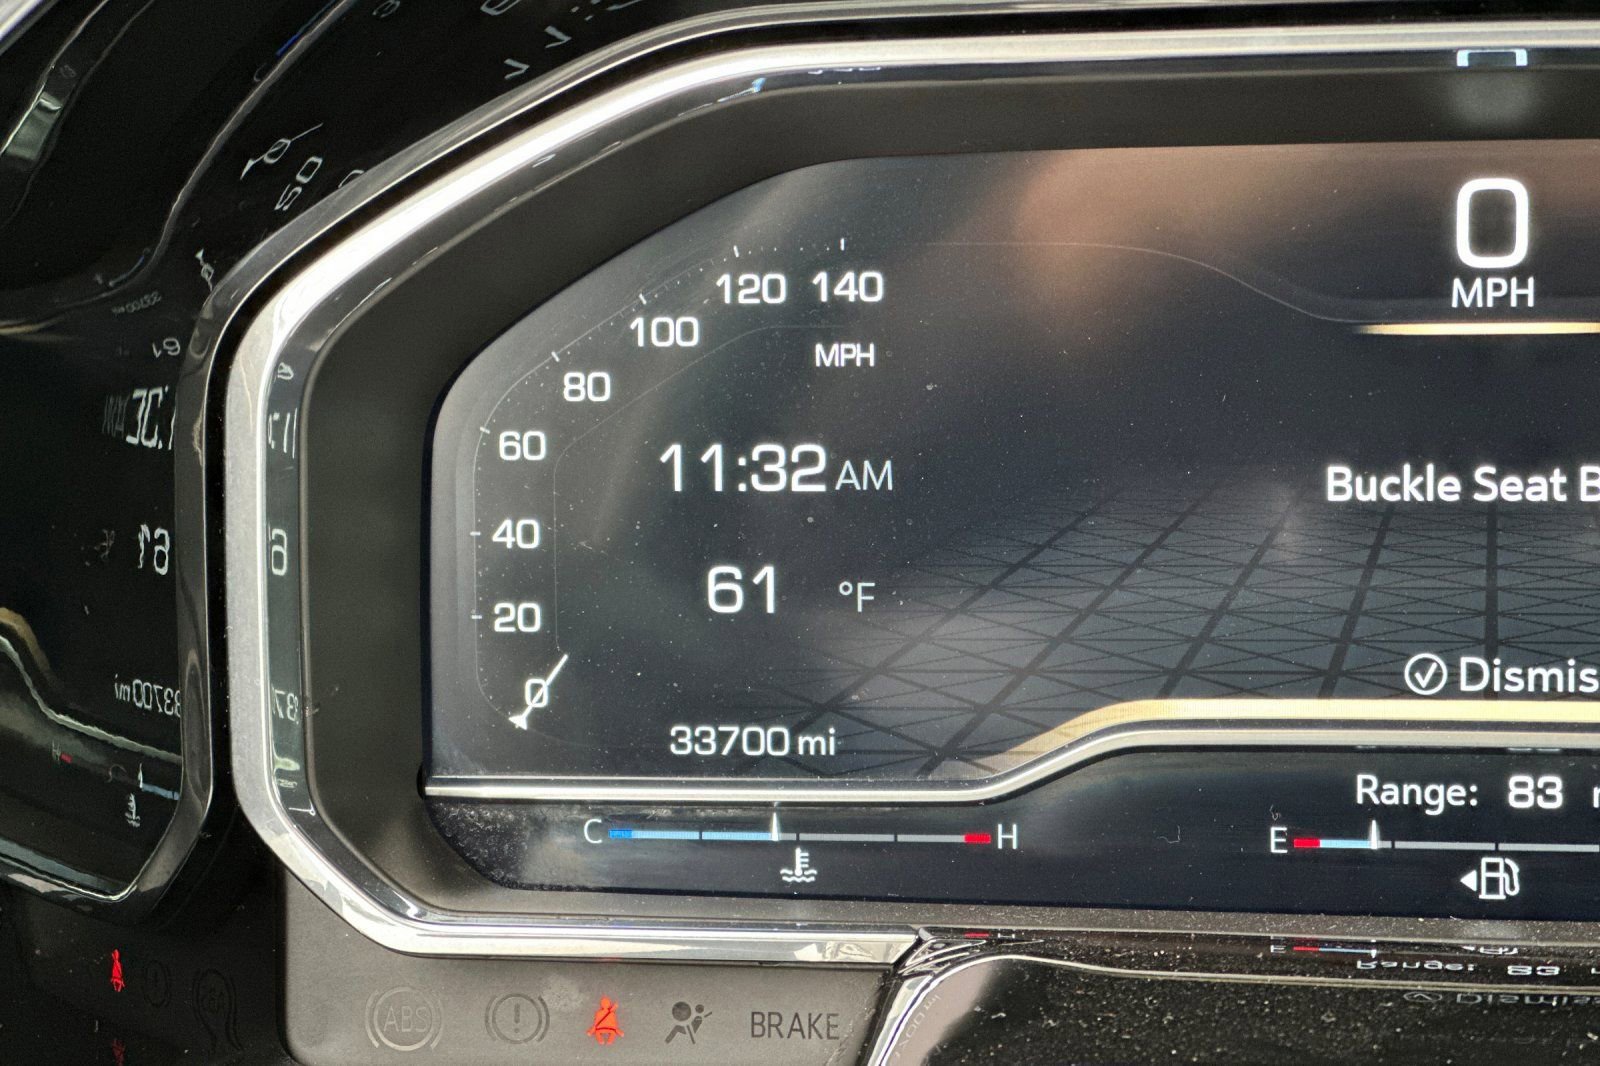 0
MPH
120 140
100
MPH
80
60
11:32 AM
Buckle Seat
40
61 °F
20
0
Dismis
33700 mi
Range: 83
C H
E
ABS
BRAKE